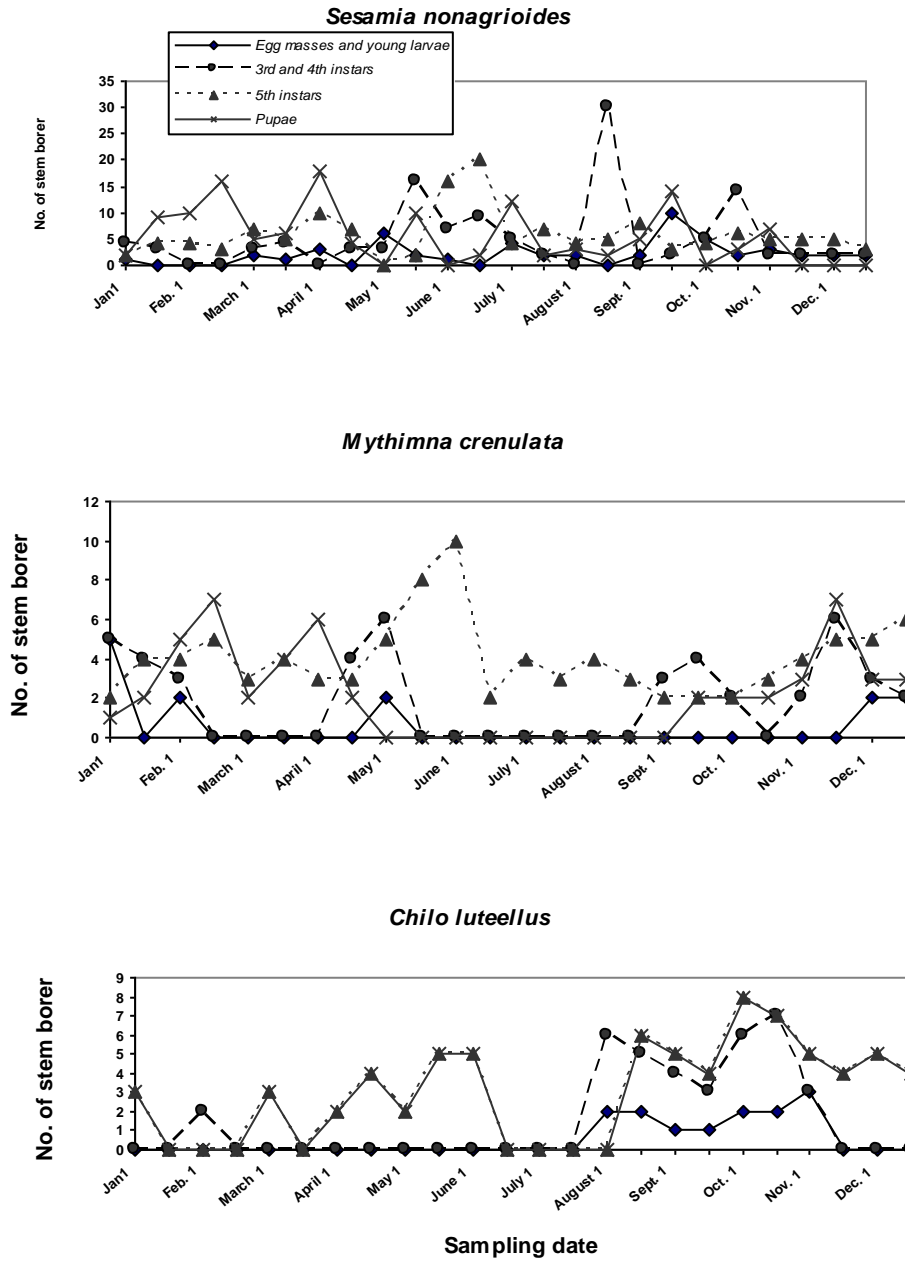 Sesamia nonagrioides
Egg masses and young larvae
3rd and 4th instars
5th instars
Pupae
No. of stem borer
35
30
25
20
15
10
5
0
Jan1
Feb. 1
March 1
April 1
May 1
June 1
July 1
August 1
Sept. 1
Oct. 1
Nov. 1
Dec. 1
Mythimna crenulata
No. of stem borer
12
10
8
6
4
2
0
Jan1
Feb. 1
March 1
April 1
May 1
June 1
July 1
August 1
Sept. 1
Oct. 1
Nov. 1
Dec. 1
Chilo luteellus
No. of stem borer
9
8
7
6
5
4
3
2
1
0
Jan1
Feb. 1
March 1
April 1
May 1
June 1
July 1
August 1
Sept. 1
Oct. 1
Nov. 1
Dec. 1
Sampling date